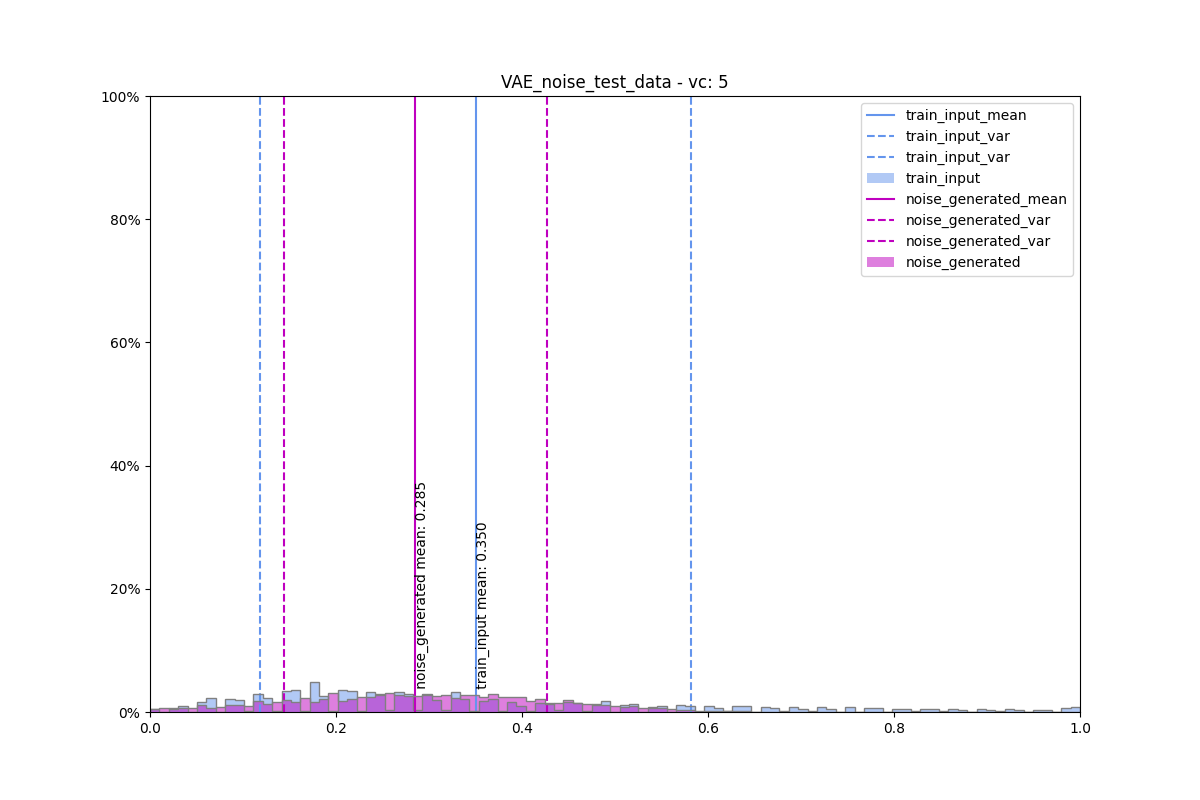 VAE_noise_test_data - vc: 5
100%
80%
60%
40%
20%
0%
train_input_mean
train_input_var
train_input_var
train_input
noise_generated_mean
noise_generated_var
noise_generated_var
noise_generated
noise_generated mean: 0.285
train_input mean: 0.350
0.0
0.2
0.4
0.6
0.8
1.0